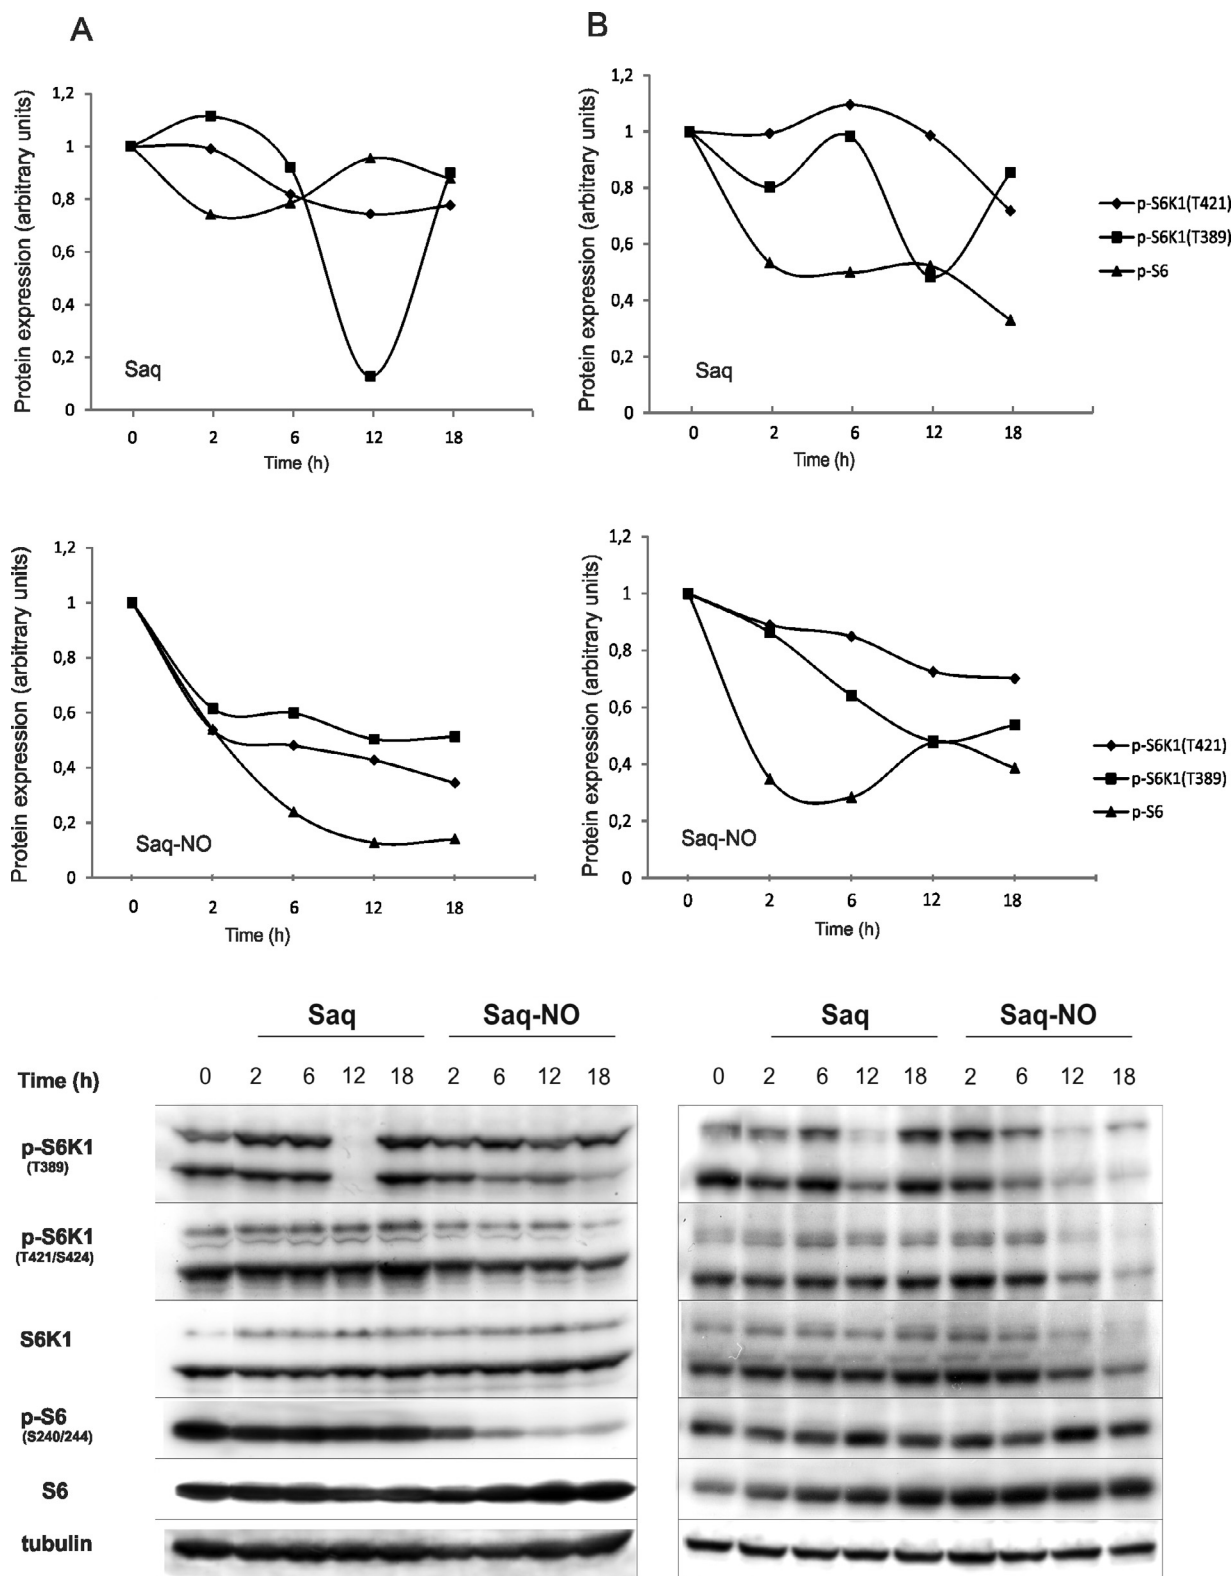 A
B
Protein expression (arbitrary units)
1,2
1
0,8
0,6
0,4
0,2
0
Saq
0 2 6 12 18
Time (h)
Protein expression (arbitrary units)
1,2
1
0,8
0,6
0,4
0,2
0
Saq
0 2 6 12 18
Time (h)
p-S6K1(T421)
p-S6K1(T389)
p-S6
Protein expression (arbitrary units)
1,2
1
0,8
0,6
0,4
0,2
0
Saq-NO
0 2 6 12 18
Time (h)
Protein expression (arbitrary units)
1,2
1
0,8
0,6
0,4
0,2
0
Saq-NO
0 2 6 12 18
Time (h)
p-S6K1(T421)
p-S6K1(T389)
p-S6
Saq Saq-NO Saq Saq-NO
Time (h) 0 2 6 12 18 2 6 12 18 0 2 6 12 18 2 6 12 18
p-S6K1
(T389)
p-S6K1
(T421/S424)
S6K1
p-S6
(S240/244)
S6
tubulin